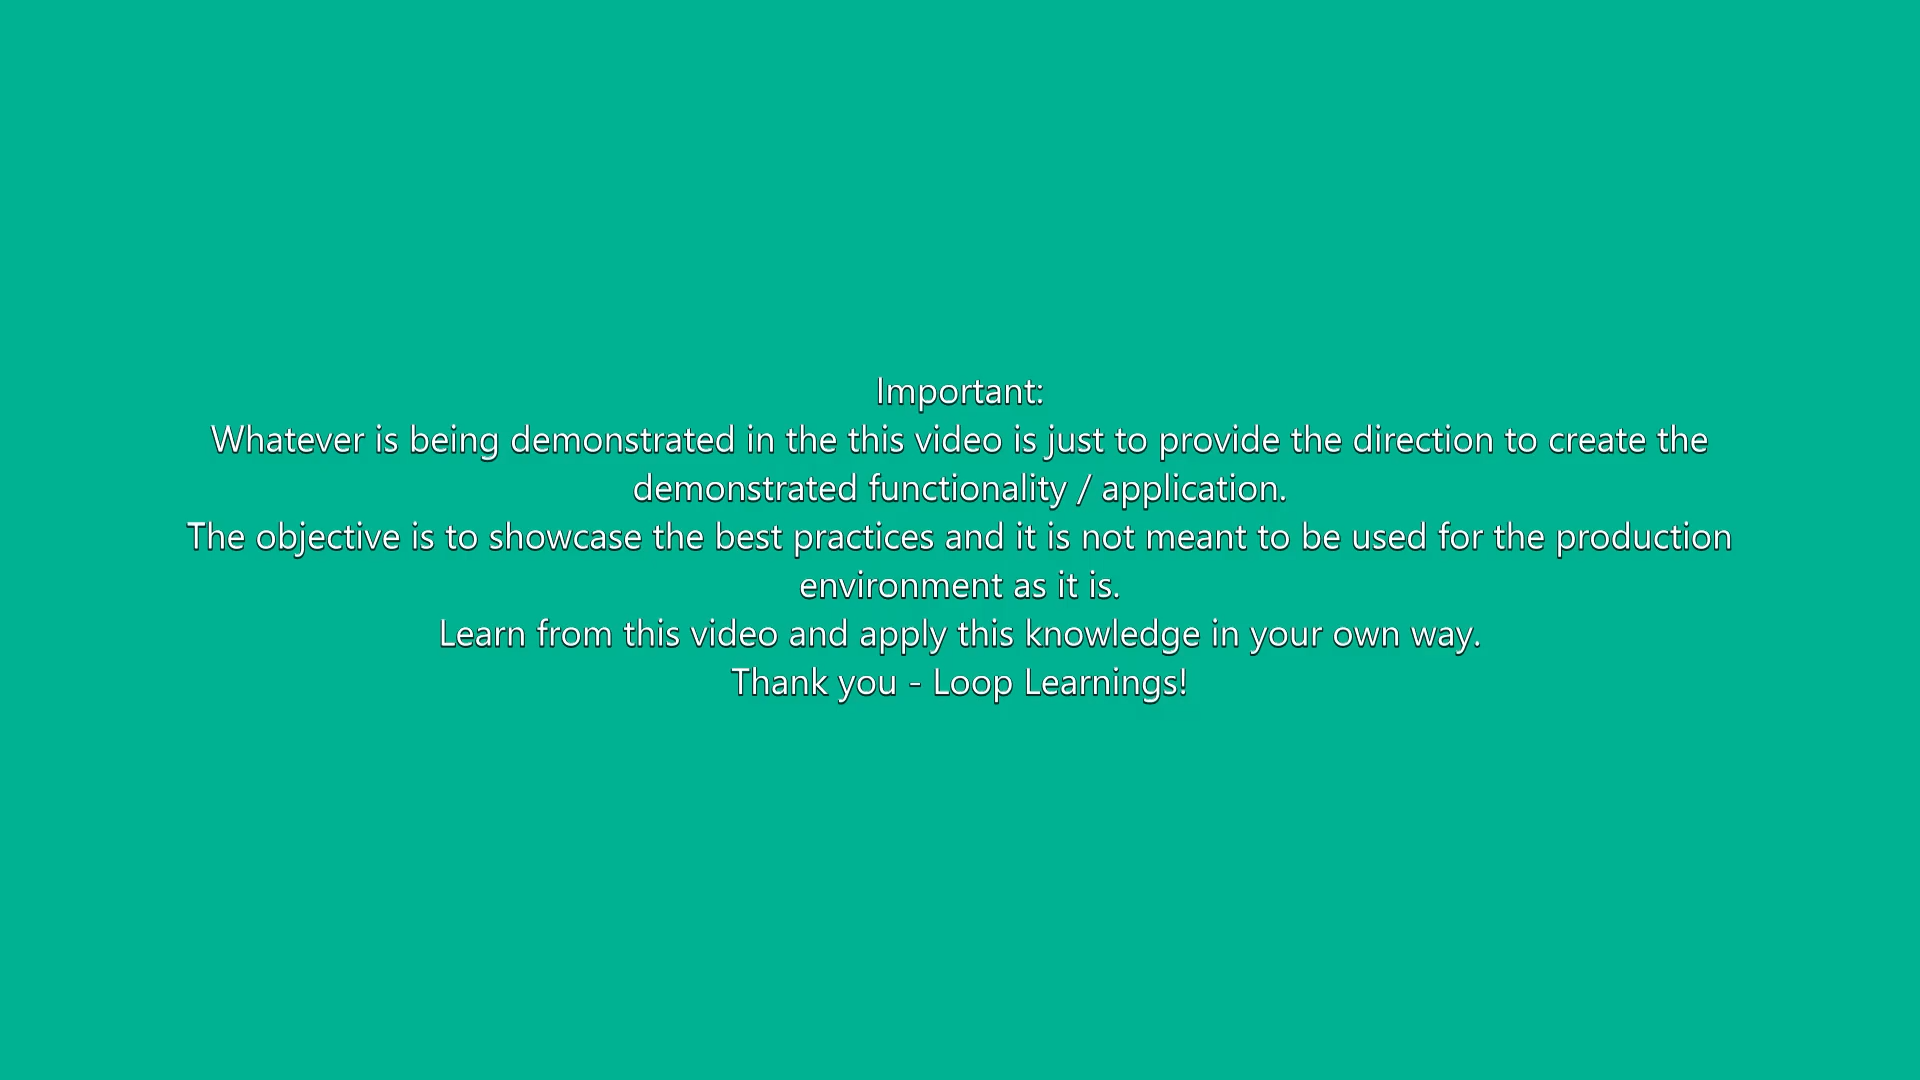 Important:
Whatever is being demonstrated in the this video is just to provide the direction to create the
demonstrated functionality / application.
The objective is to showcase the best practices and it is not meant to be used for the production
environment as it is.
Learn from this video and apply this knowledge in your own way.
Thank you - Loop Learnings!